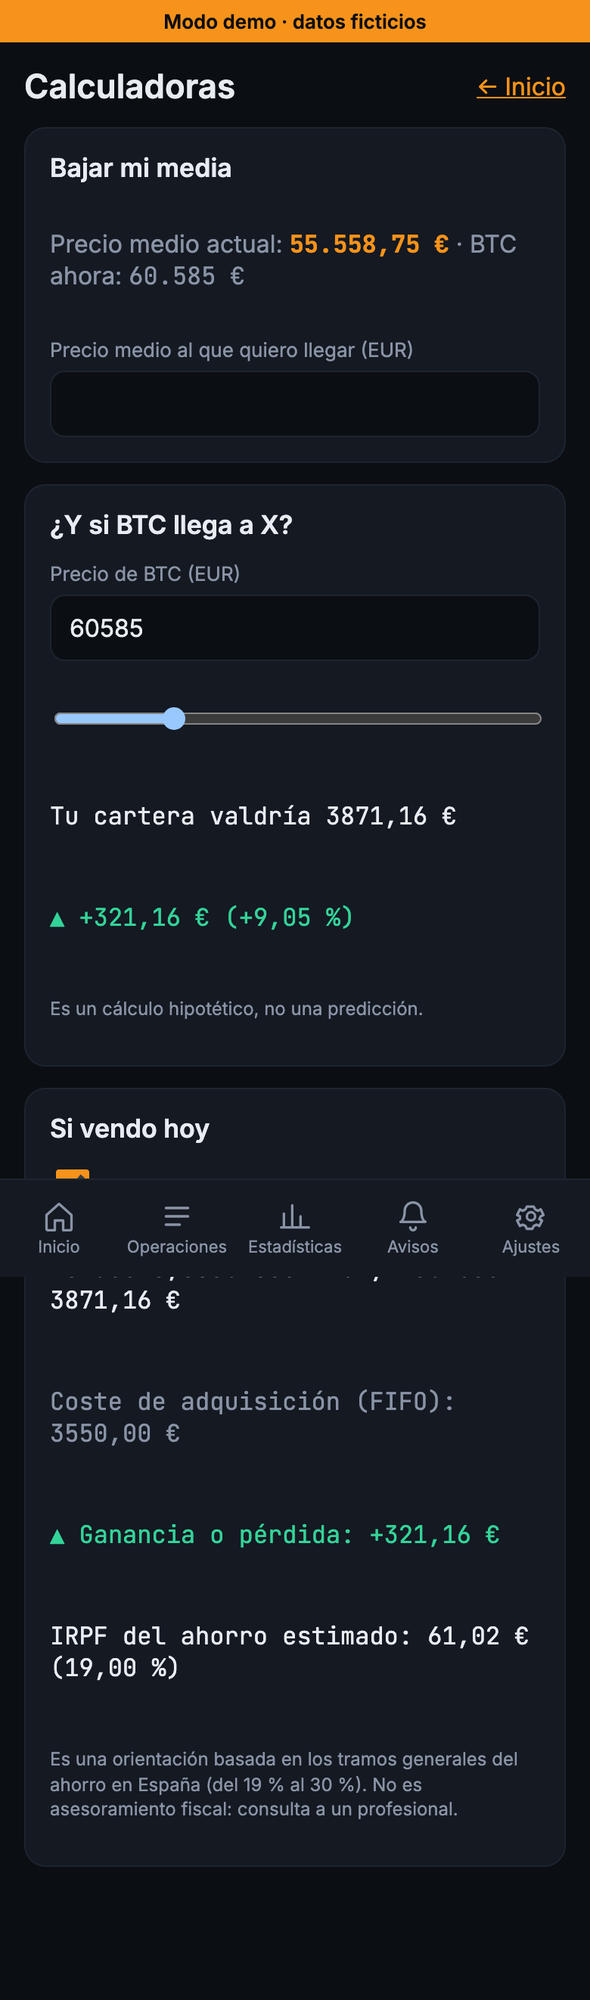 Modo demo · datos ficticios
Calculadoras
← Inicio
Bajar mi media
Precio medio actual: 55.558,75 € · BTC
ahora: 60.585 €
Precio medio al que quiero llegar (EUR)
¿Y si BTC llega a X?
Precio de BTC (EUR)
60585
Tu cartera valdría 3871,16 €
▲ +321,16 € (+9,05 %)
Es un cálculo hipotético, no una predicción.
Si vendo hoy
Inicio
Operaciones
Estadísticas
Avisos
Ajustes
3871,16 €
Coste de adquisición (FIFO):
3550,00 €
▲ Ganancia o pérdida: +321,16 €
IRPF del ahorro estimado: 61,02 €
(19,00 %)
Es una orientación basada en los tramos generales del
ahorro en España (del 19 % al 30 %). No es
asesoramiento fiscal: consulta a un profesional.